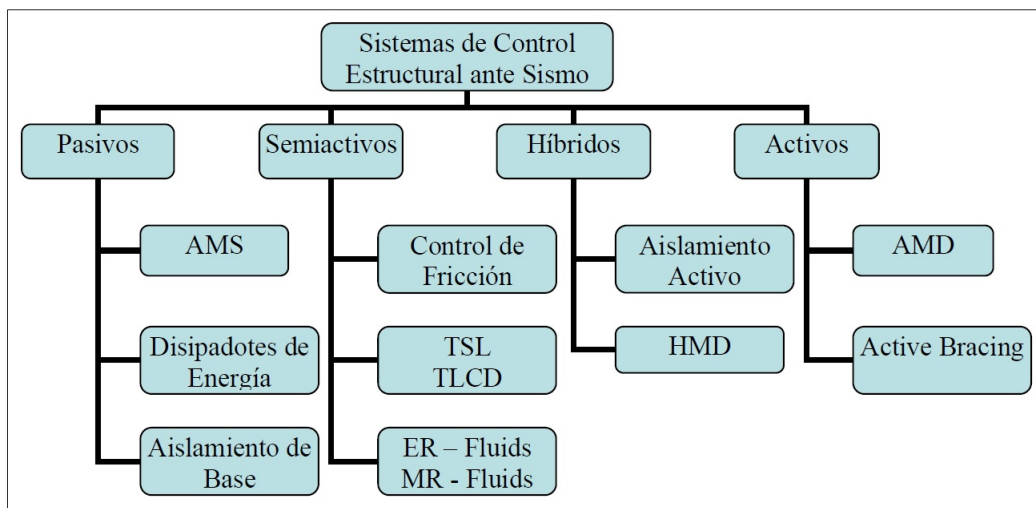 Sistemas de Control
Estructural ante Sismo
Pasivos
Semiactivos
Híbridos
Activos
AMS
Control de
Fricción
Aislamiento
Activo
AMD
Disipadotes de
Energía
TSL
TLCD
HMD
Active Bracing
Aislamiento de
Base
ER – Fluids
MR - Fluids